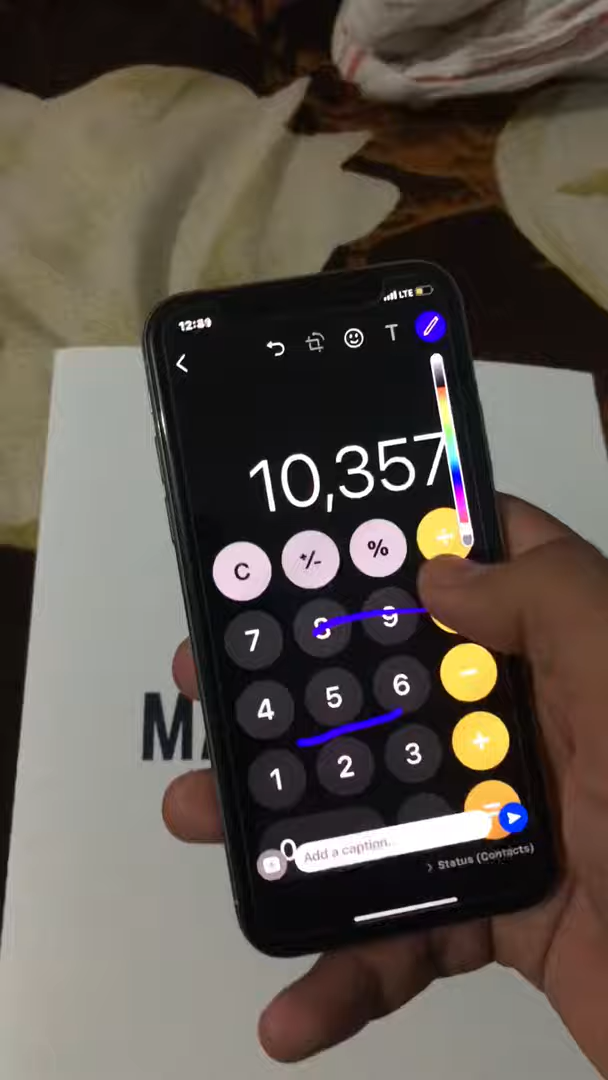 12:39
LTE
T
10,357
C +/- % ÷
7 8 9
4 5 6 −
1 2 3 +
0 =
Add a caption...
Status (Contacts)